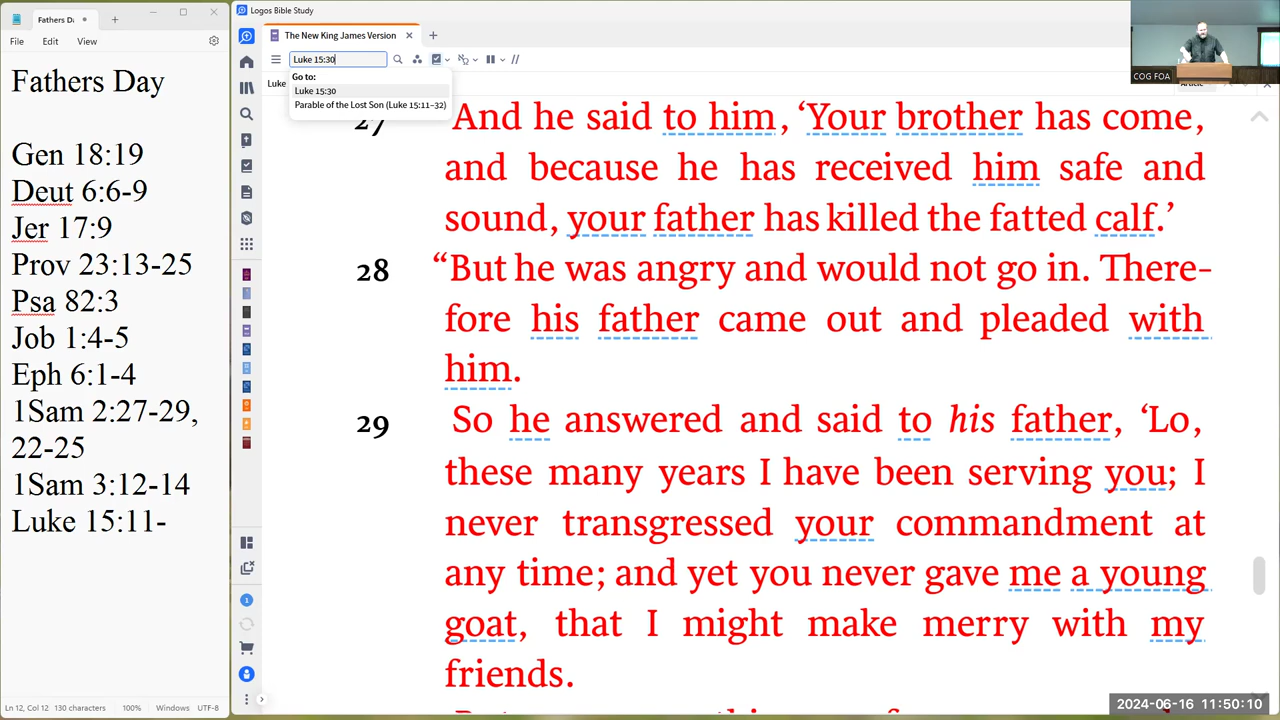 Fathers Da
File
Edit
View
Fathers Day
Gen 18:19
Deut 6:6-9
Jer 17:9
Prov 23:13-25
Psa 82:3
Job 1:4-5
Eph 6:1-4
1Sam 2:27-29,
22-25
1Sam 3:12-14
Luke 15:11-
Ln 12, Col 12
130 characters
100%
Windows
UTF-8
Logos Bible Study
The New King James Version
Luke 15:30
Go to:
Luke 15:30
Parable of the Lost Son (Luke 15:11–32)
Luke
COG FOA
27 And he said to him, ‘Your brother has come,
and because he has received him safe and
sound, your father has killed the fatted calf.’
28 “But he was angry and would not go in. There-
fore his father came out and pleaded with
him.
29 So he answered and said to his father, ‘Lo,
these many years I have been serving you; I
never transgressed your commandment at
any time; and yet you never gave me a young
goat, that I might make merry with my
friends.
2024-06-16 11:50:10